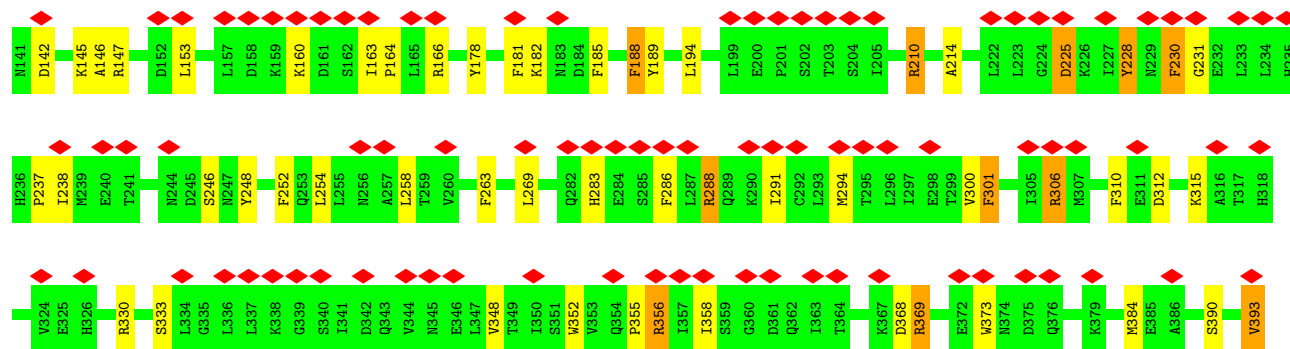 N141 D142 K145 A146 R147 D152 L153 L157 D158 K159 K160 D161 S162 I163 P164 L165 R166 Y178 F181 K182 N183 D184 F185 F188 Y189 L194 L199 E200 P201 S202 T203 S204 I205 R210 A214 L222 L223 G224 D225 K226 I227 Y228 N229 F230 G231 E232 L233 L234 H235
H236 P237 I238 M239 E240 T241 N244 D245 S246 N247 Y248 F252 Q253 L254 L255 N256 A257 L258 T259 V260 F263 L269 Q282 H283 E284 S285 F286 L287 R288 Q289 K290 I291 C292 L293 M294 T295 L296 I297 E298 T299 V300 F301 I305 R306 M307 F310 E311 D312 K315 A316 T317 H318
V324 E325 H326 R330 S333 L334 G335 L336 L337 K338 G339 S340 I341 D342 Q343 V344 N345 E346 L347 V348 T349 I350 S351 W352 V353 Q354 P355 R356 I357 I358 S359 G360 D361 Q362 I363 T364 K367 D368 R369 E372 W373 N374 D375 Q376 K379 M384 E385 A386 S390 V393